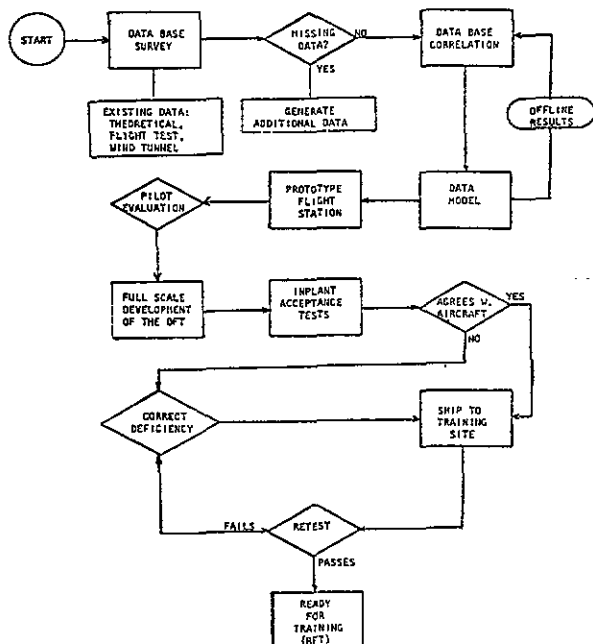 START
DATA BASE
SURVEY
MISSING
DATA?
NO
YES
DATA BASE
CORRELATION
EXISTING DATA:
THEORETICAL,
FLIGHT TEST,
WIND TUNNEL
GENERATE
ADDITIONAL DATA
OFFLINE
RESULTS
PILOT
EVALUATION
PROTOTYPE
FLIGHT
STATION
DATA
MODEL
FULL SCALE
DEVELOPMENT
OF THE OFT
INPLANT
ACCEPTANCE
TESTS
AGREES W.
AIRCRAFT
YES
NO
CORRECT
DEFICIENCY
SHIP TO
TRAINING
SITE
FAILS
RETEST
PASSES
READY
FOR
TRAINING
(RFT)